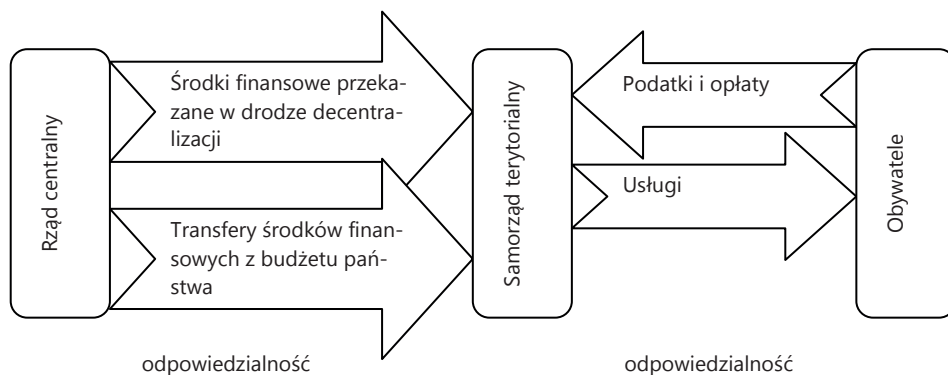 Rząd centralny
Środki finansowe przeka-
zane w drodze decentra-
lizacji
Transfery środków finan-
sowych z budżetu pań-
stwa
Samorząd terytorialny
Podatki i opłaty
Usługi
Obywatele
odpowiedzialność
odpowiedzialność